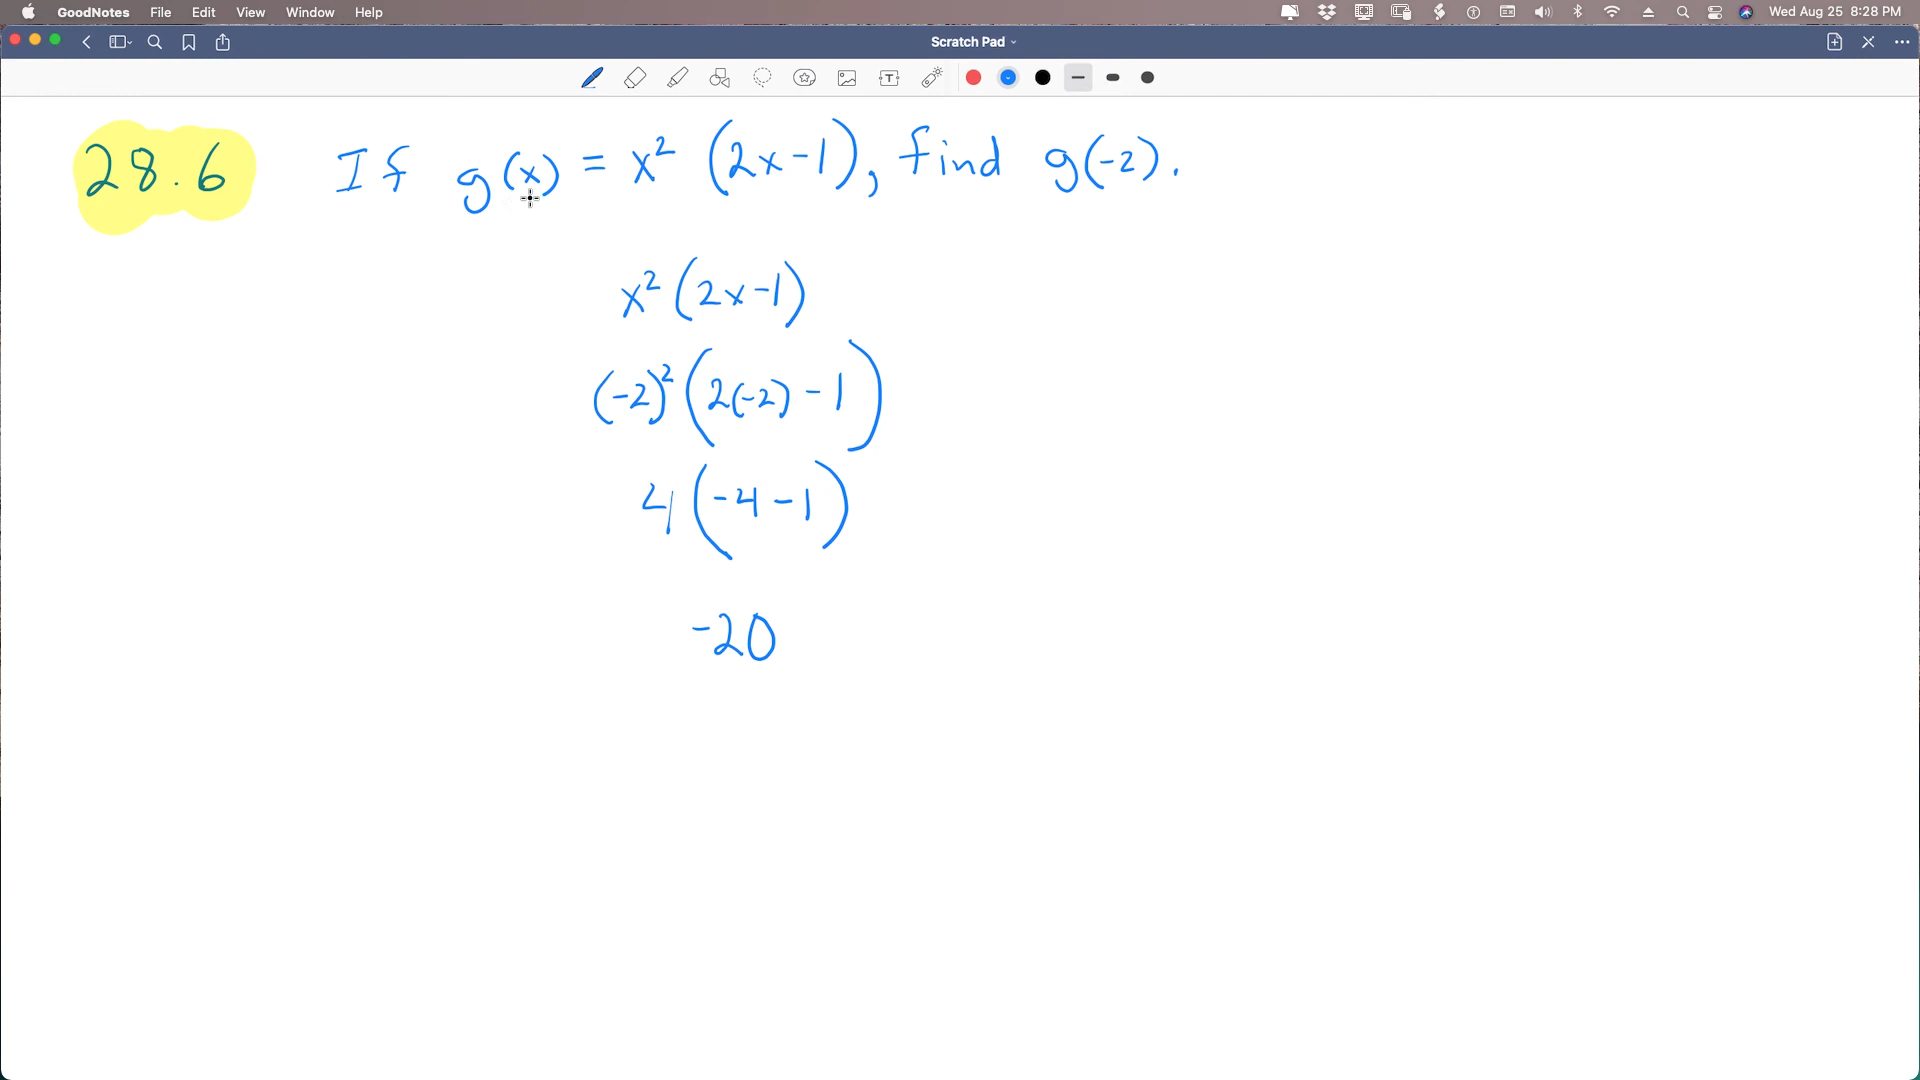 GoodNotes File Edit View Window Help Wed Aug 25 8:28 PM
Scratch Pad
28.6 If g(x) = x² (2x-1), find g(-2).
x² (2x-1)
(-2)² (2(-2) - 1)
4 (-4 - 1)
-20